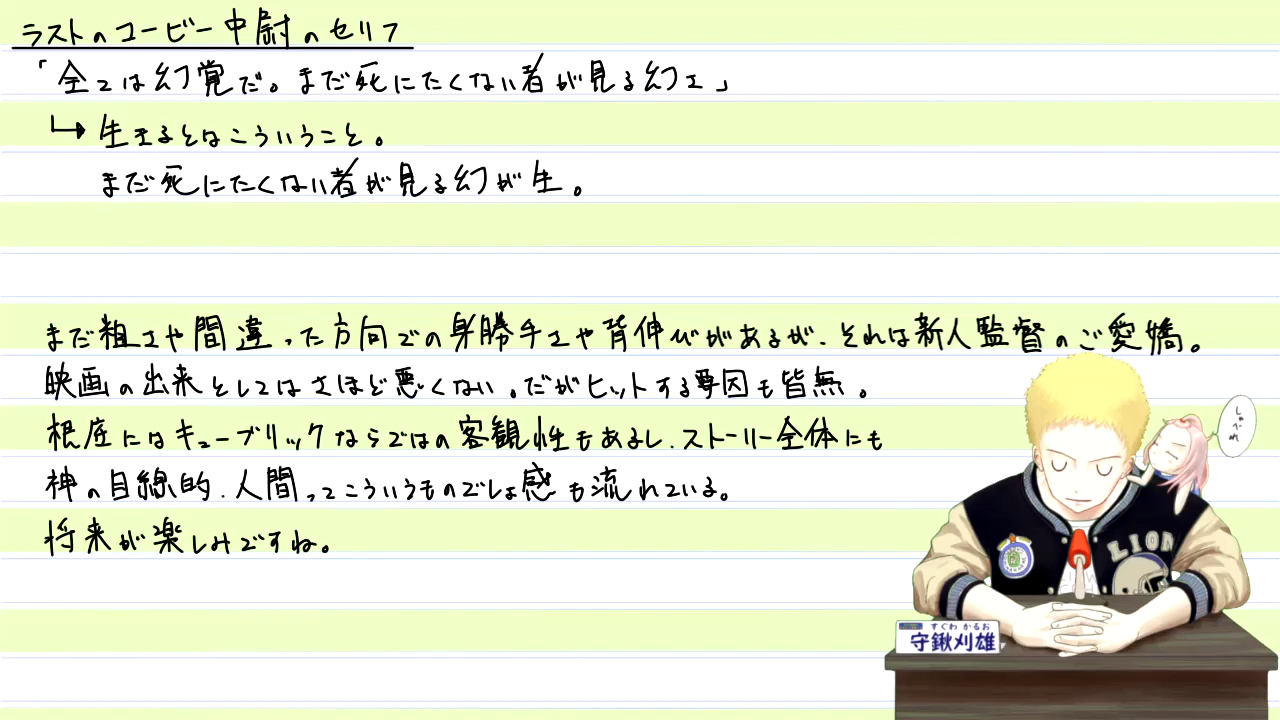 ラストのコービー中尉のセリフ
「全ては幻覚だ。まだ死にたくない者が見る幻さ」
↳ 生きるとはこういうこと。
まだ死にたくない者が見る幻が生。
まだ粗さや間違った方向での身勝手さや背伸びがあるが、それは新人監督のご愛嬌。
映画の出来としてはさほど悪くない。だがヒットする要因も皆無。
根底にはキューブリックならではの客観性もあるし、ストーリー全体にも
神の目線的、人間ってこういうものでしょ感も流れている。
将来が楽しみですね。
しゃべれ
LION
すぐわ かるお
守鍬刈雄